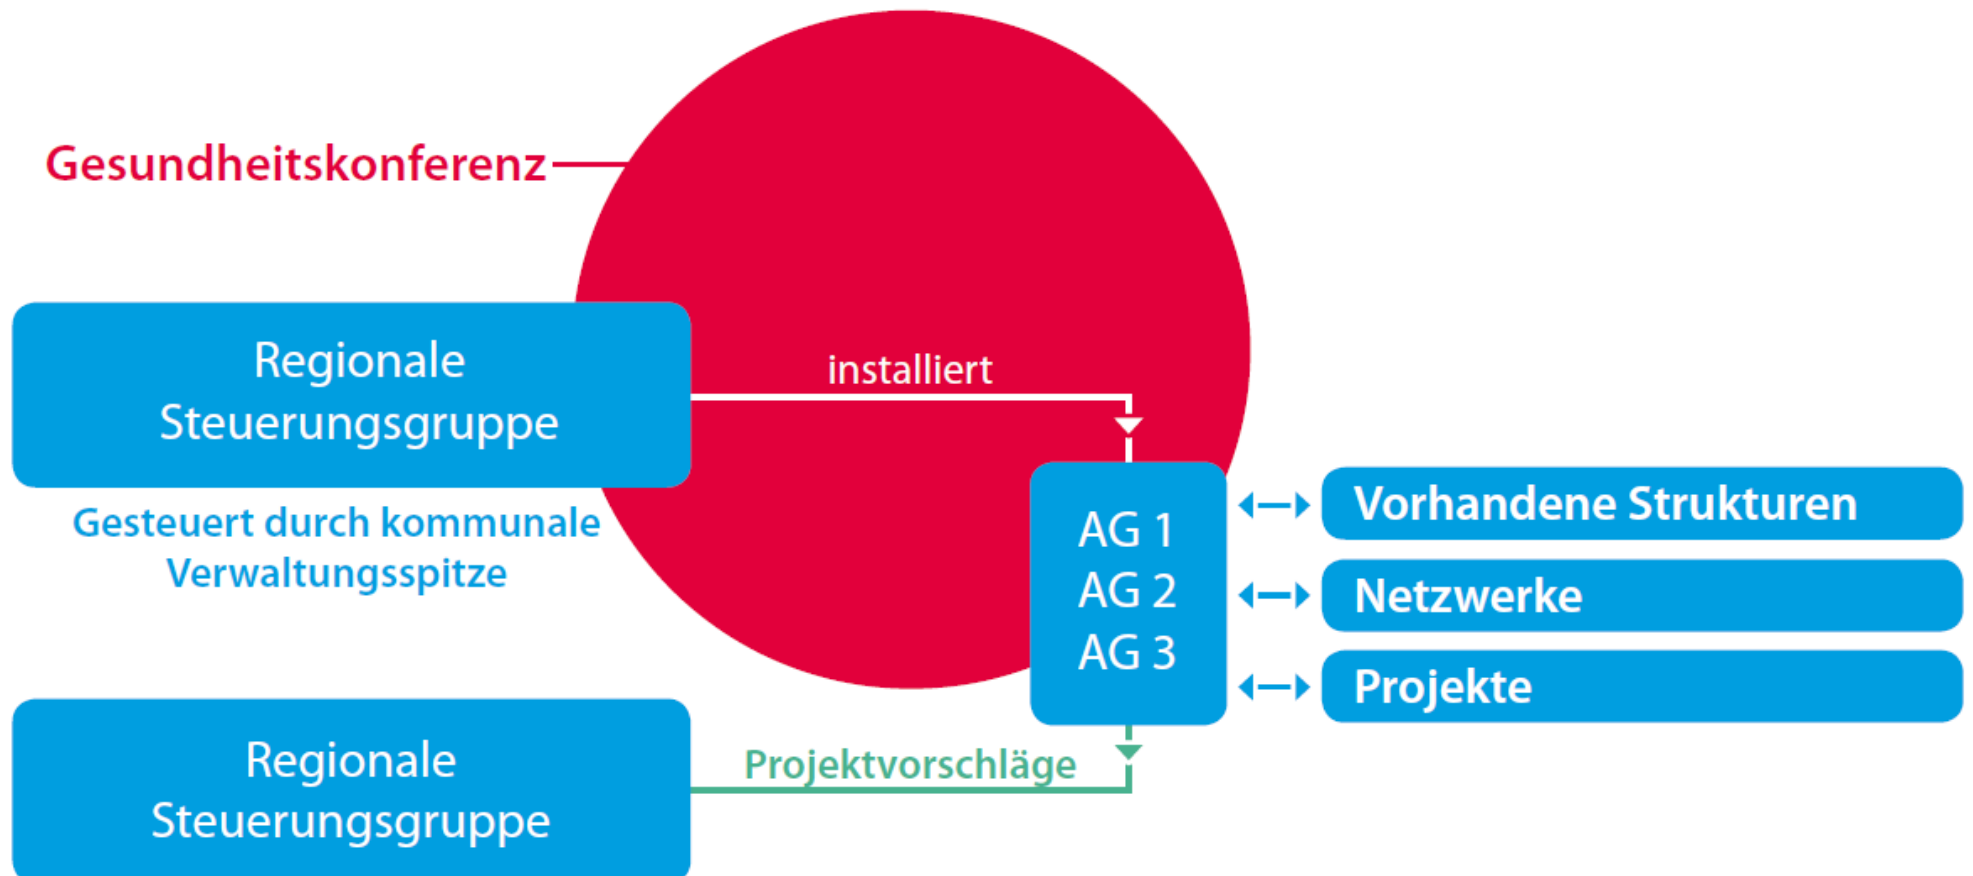 Gesundheitskonferenz
Regionale
Steuerungsgruppe
installiert
Gesteuert durch kommunale
Verwaltungsspitze
AG 1
AG 2
AG 3
Vorhandene Strukturen
Netzwerke
Projekte
Projektvorschläge
Regionale
Steuerungsgruppe